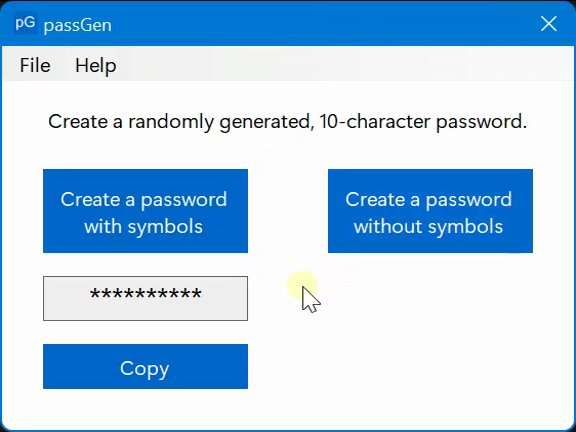 pG passGen
File Help
Create a randomly generated, 10-character password.
Create a password
with symbols
Create a password
without symbols
**********
Copy